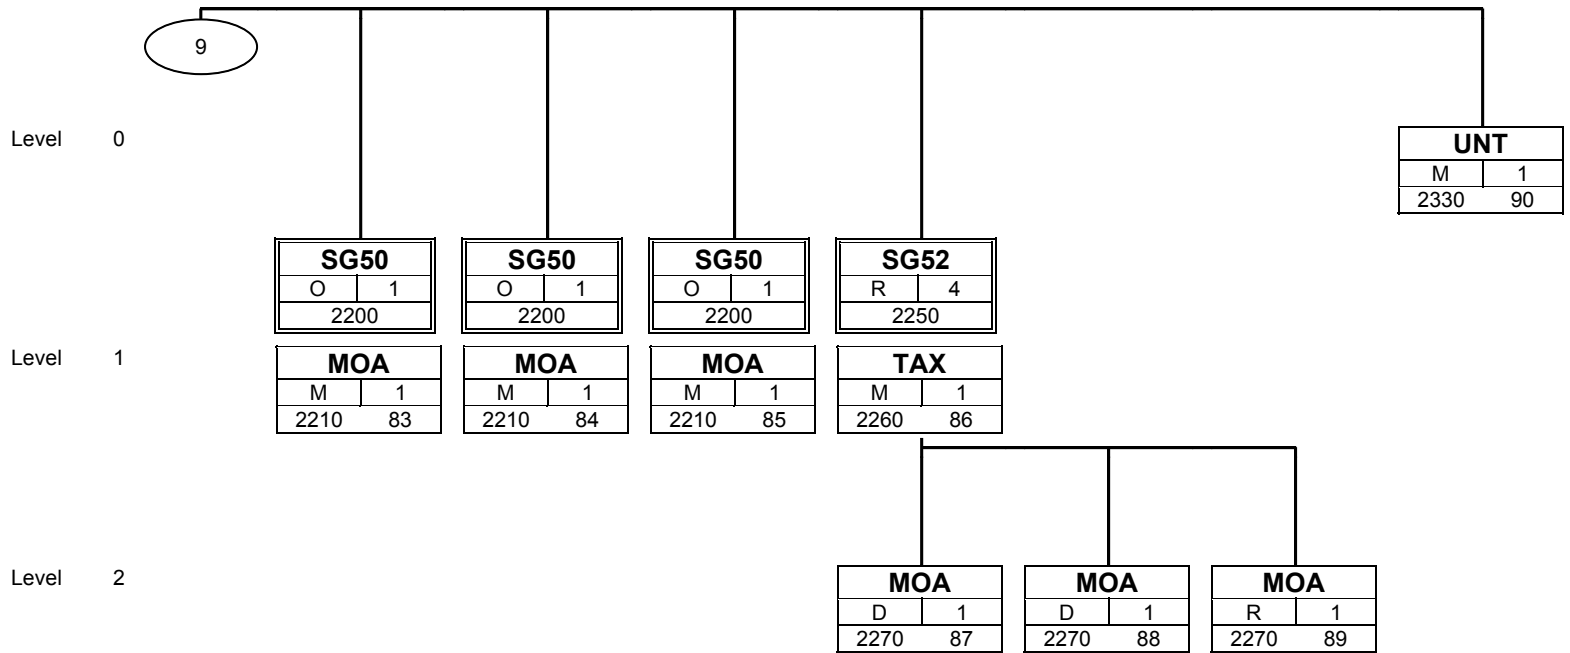 9
Level 0
UNT
M 1
2330 90
SG50 SG50 SG50 SG52
O 1 O 1 O 1 R 4
2200 2200 2200 2250
Level 1
MOA MOA MOA TAX
M 1 M 1 M 1 M 1
2210 83 2210 84 2210 85 2260 86
Level 2
MOA MOA MOA
D 1 D 1 R 1
2270 87 2270 88 2270 89